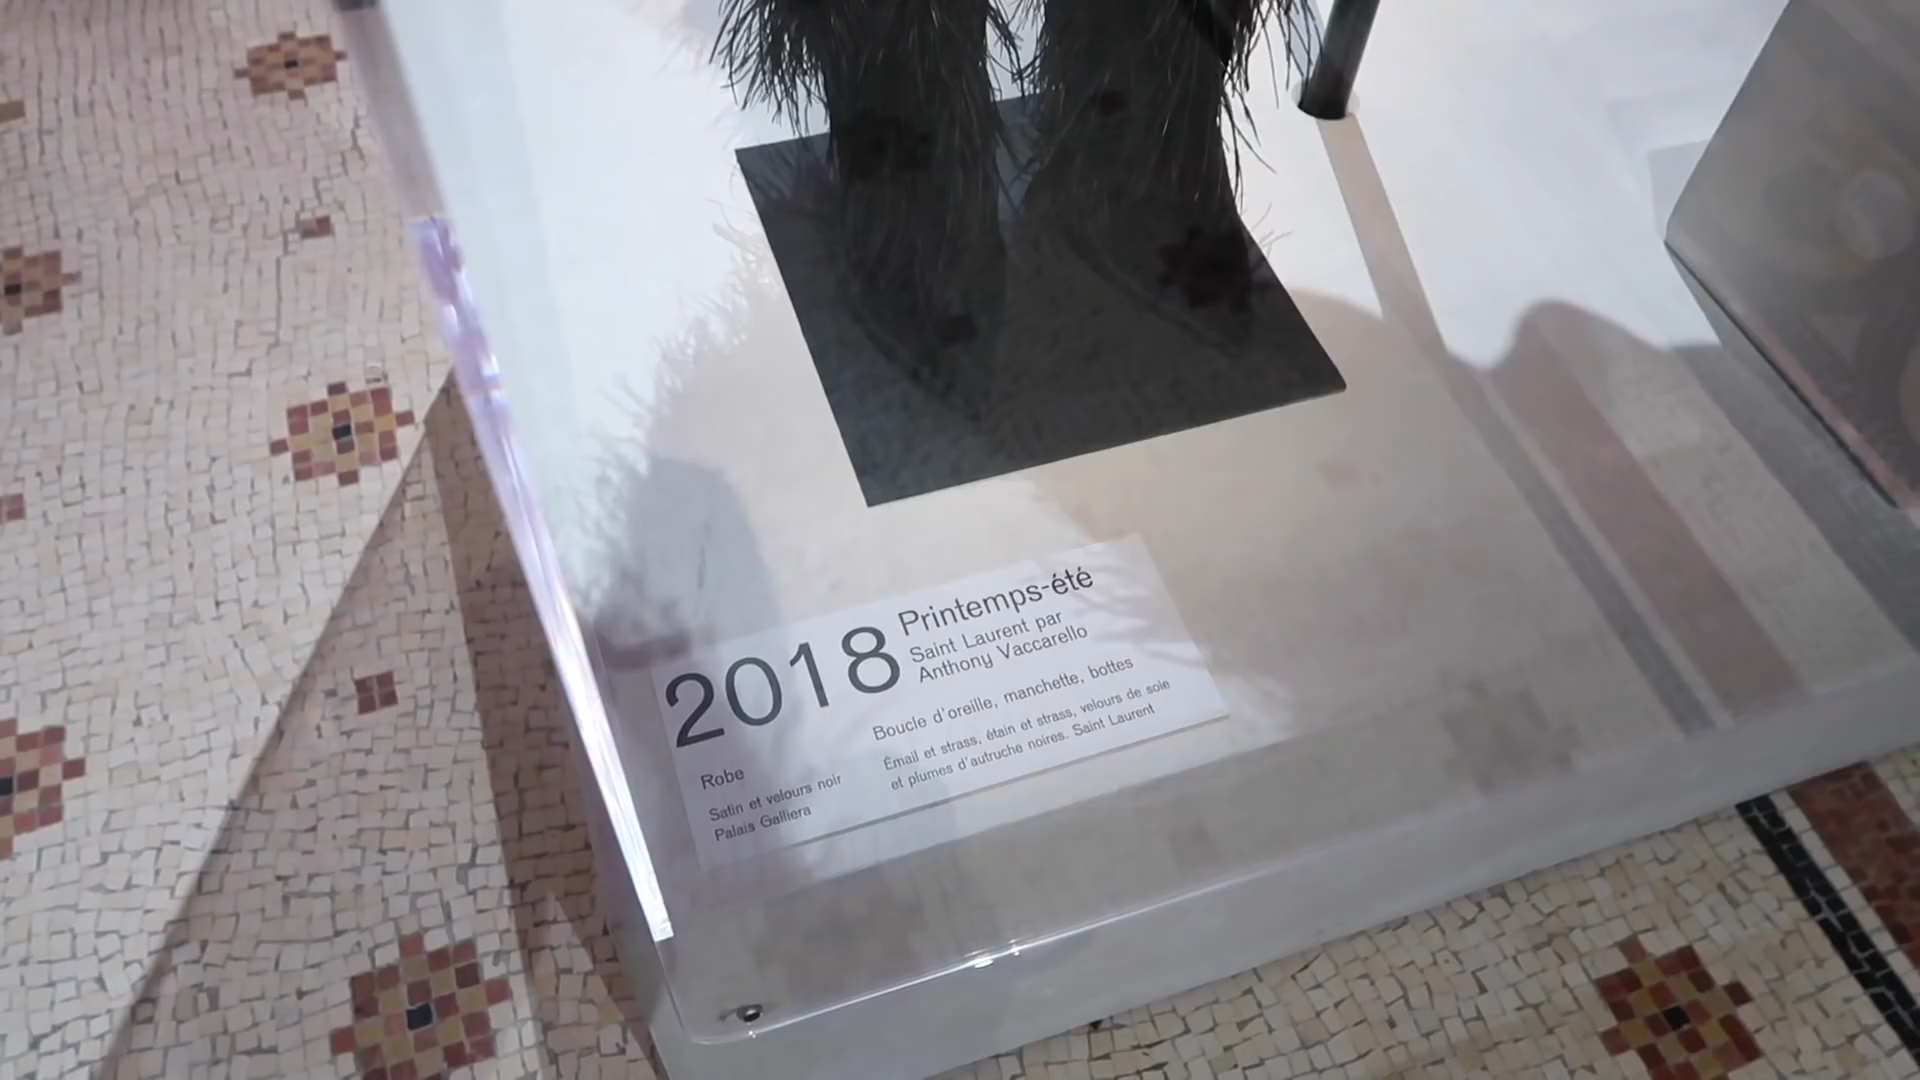 2018
Printemps-été
Saint Laurent par
Anthony Vaccarello
Boucle d'oreille, manchette, bottes
Émail et strass, étain et strass, velours de soie
et plumes d'autruche noires. Saint Laurent
Robe
Satin et velours noir
Palais Galliera